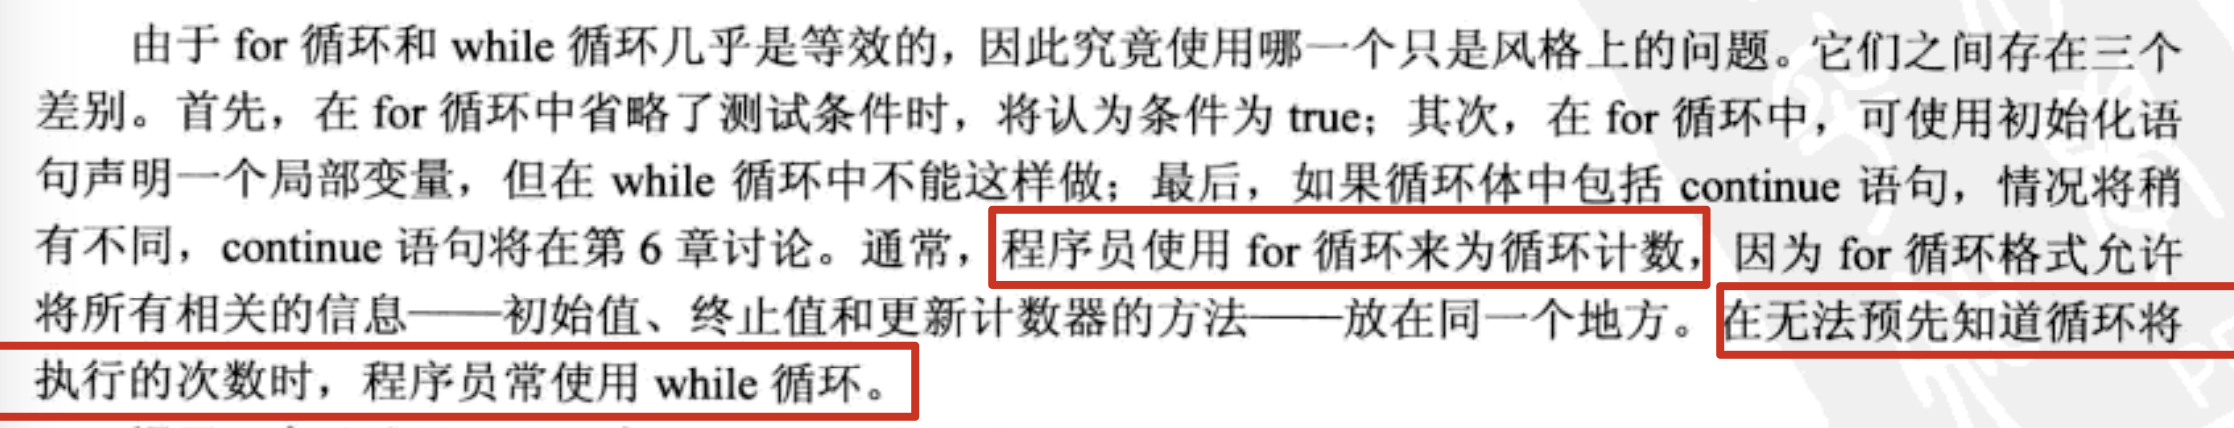 由于 for 循环和 while 循环几乎是等效的，因此究竟使用哪一个只是风格上的问题。它们之间存在三个
差别。首先，在 for 循环中省略了测试条件时，将认为条件为 true；其次，在 for 循环中，可使用初始化语
句声明一个局部变量，但在 while 循环中不能这样做；最后，如果循环体中包括 continue 语句，情况将稍
有不同，continue 语句将在第 6 章讨论。通常，程序员使用 for 循环来为循环计数，因为 for 循环格式允许
将所有相关的信息——初始值、终止值和更新计数器的方法——放在同一个地方。在无法预先知道循环将
执行的次数时，程序员常使用 while 循环。